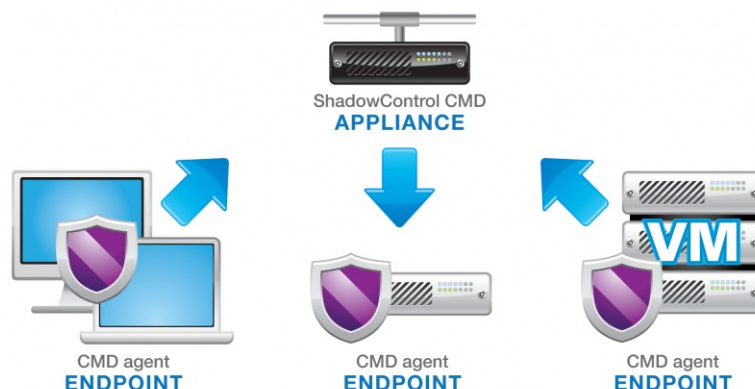 ShadowControl CMD
APPLIANCE
VM
CMD agent
ENDPOINT
CMD agent
ENDPOINT
CMD agent
ENDPOINT